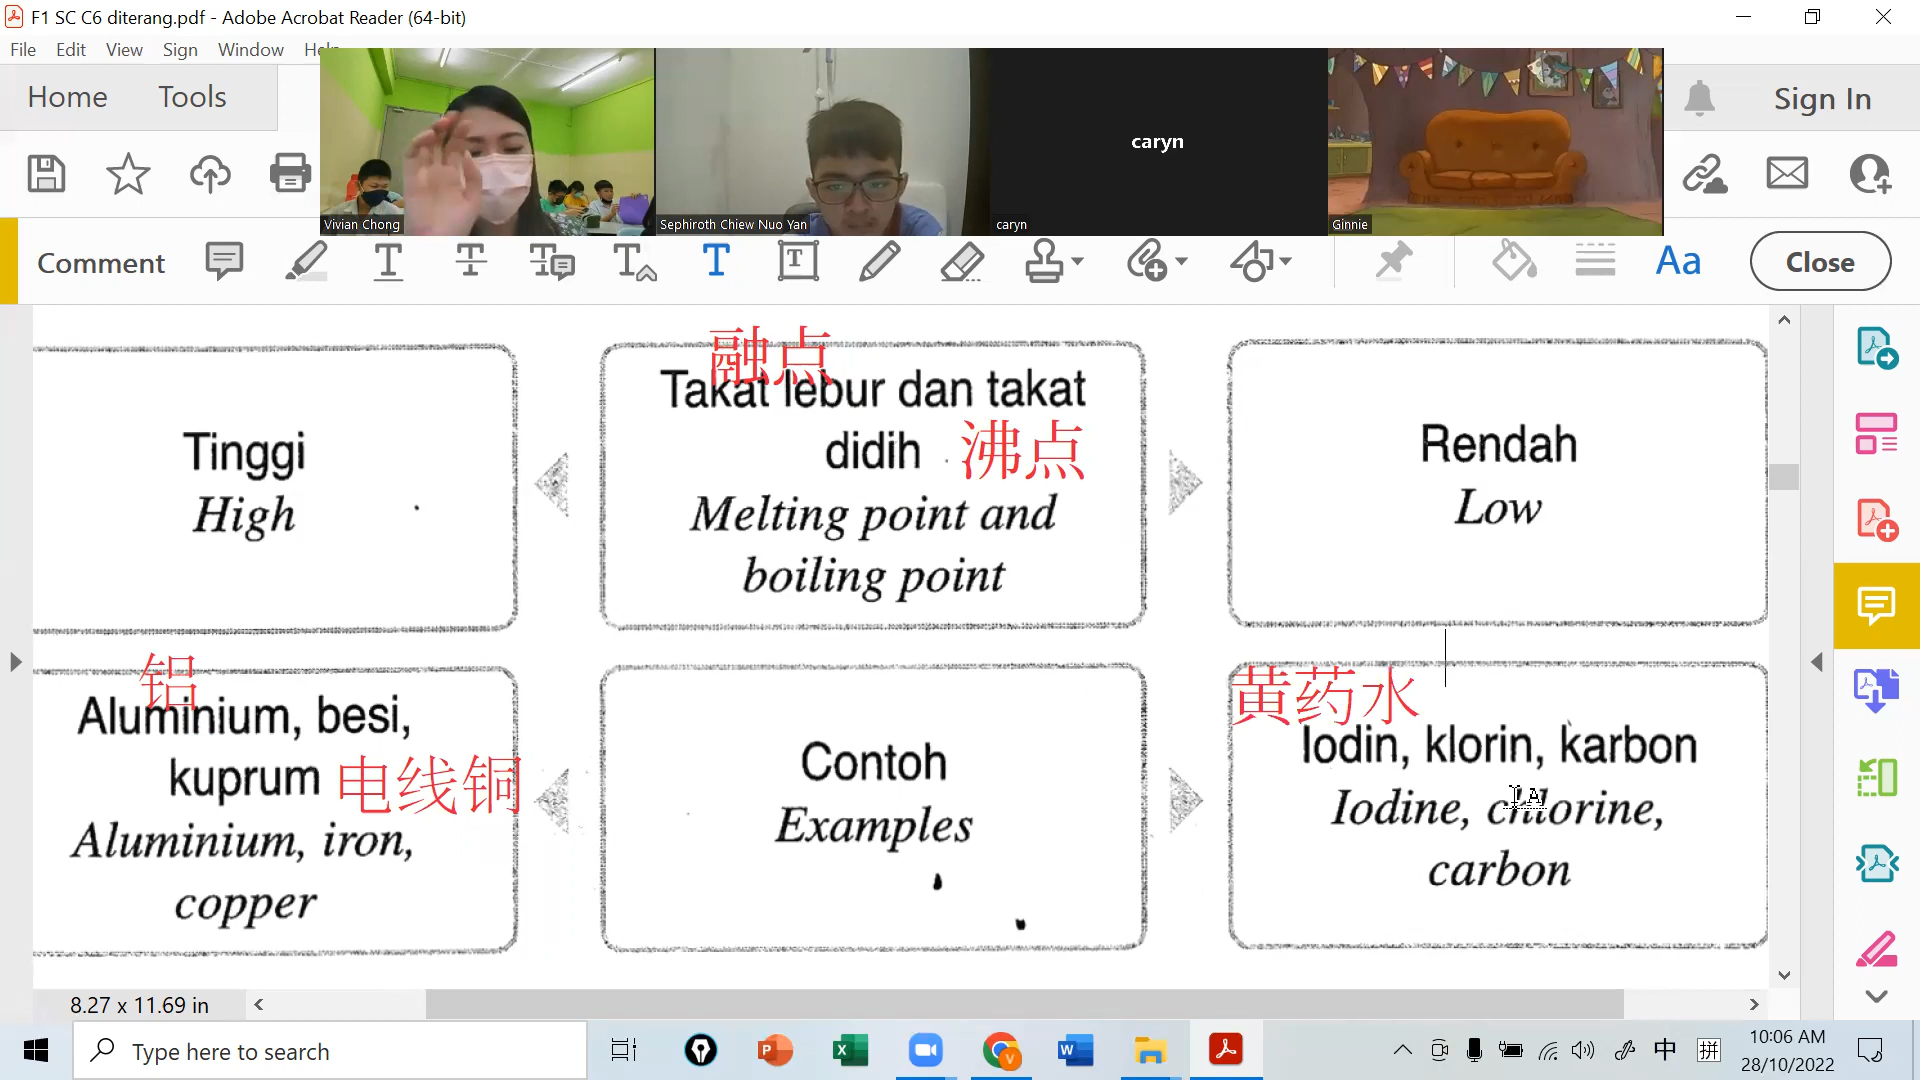 F1 SC C6 diterang.pdf - Adobe Acrobat Reader (64-bit)
File Edit View Sign Window Help
Home Tools
Sign In
caryn
Vivian Chong
Sephiroth Chiew Nuo Yan
caryn
Ginnie
Comment
Aa
Close
Tinggi
High
融点
Takat lebur dan takat
didih 沸点
Melting point and
boiling point
Rendah
Low
铝
Aluminium, besi,
kuprum 电线铜
Aluminium, iron,
copper
Contoh
Examples
黄药水
Iodin, klorin, karbon
Iodine, chlorine,
carbon
8.27 x 11.69 in
Type here to search
中 拼
10:06 AM
28/10/2022